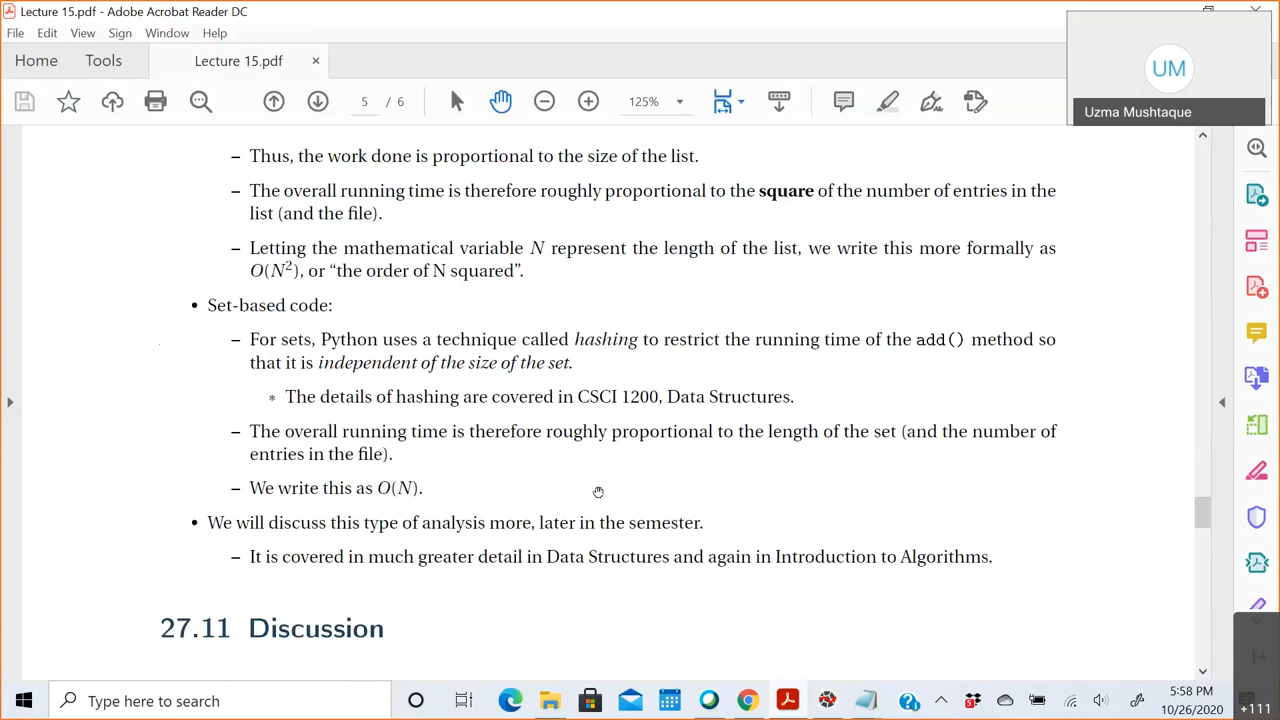 Lecture 15.pdf - Adobe Acrobat Reader DC
File Edit View Sign Window Help
Home Tools Lecture 15.pdf ×
5 / 6 125%
UM
Uzma Mushtaque
– Thus, the work done is proportional to the size of the list.
– The overall running time is therefore roughly proportional to the square of the number of entries in the
list (and the file).
– Letting the mathematical variable N represent the length of the list, we write this more formally as
O(N²), or “the order of N squared”.
• Set-based code:
– For sets, Python uses a technique called hashing to restrict the running time of the add() method so
that it is independent of the size of the set.
* The details of hashing are covered in CSCI 1200, Data Structures.
– The overall running time is therefore roughly proportional to the length of the set (and the number of
entries in the file).
– We write this as O(N).
• We will discuss this type of analysis more, later in the semester.
– It is covered in much greater detail in Data Structures and again in Introduction to Algorithms.
27.11 Discussion
Type here to search
5:58 PM
10/26/2020
+111